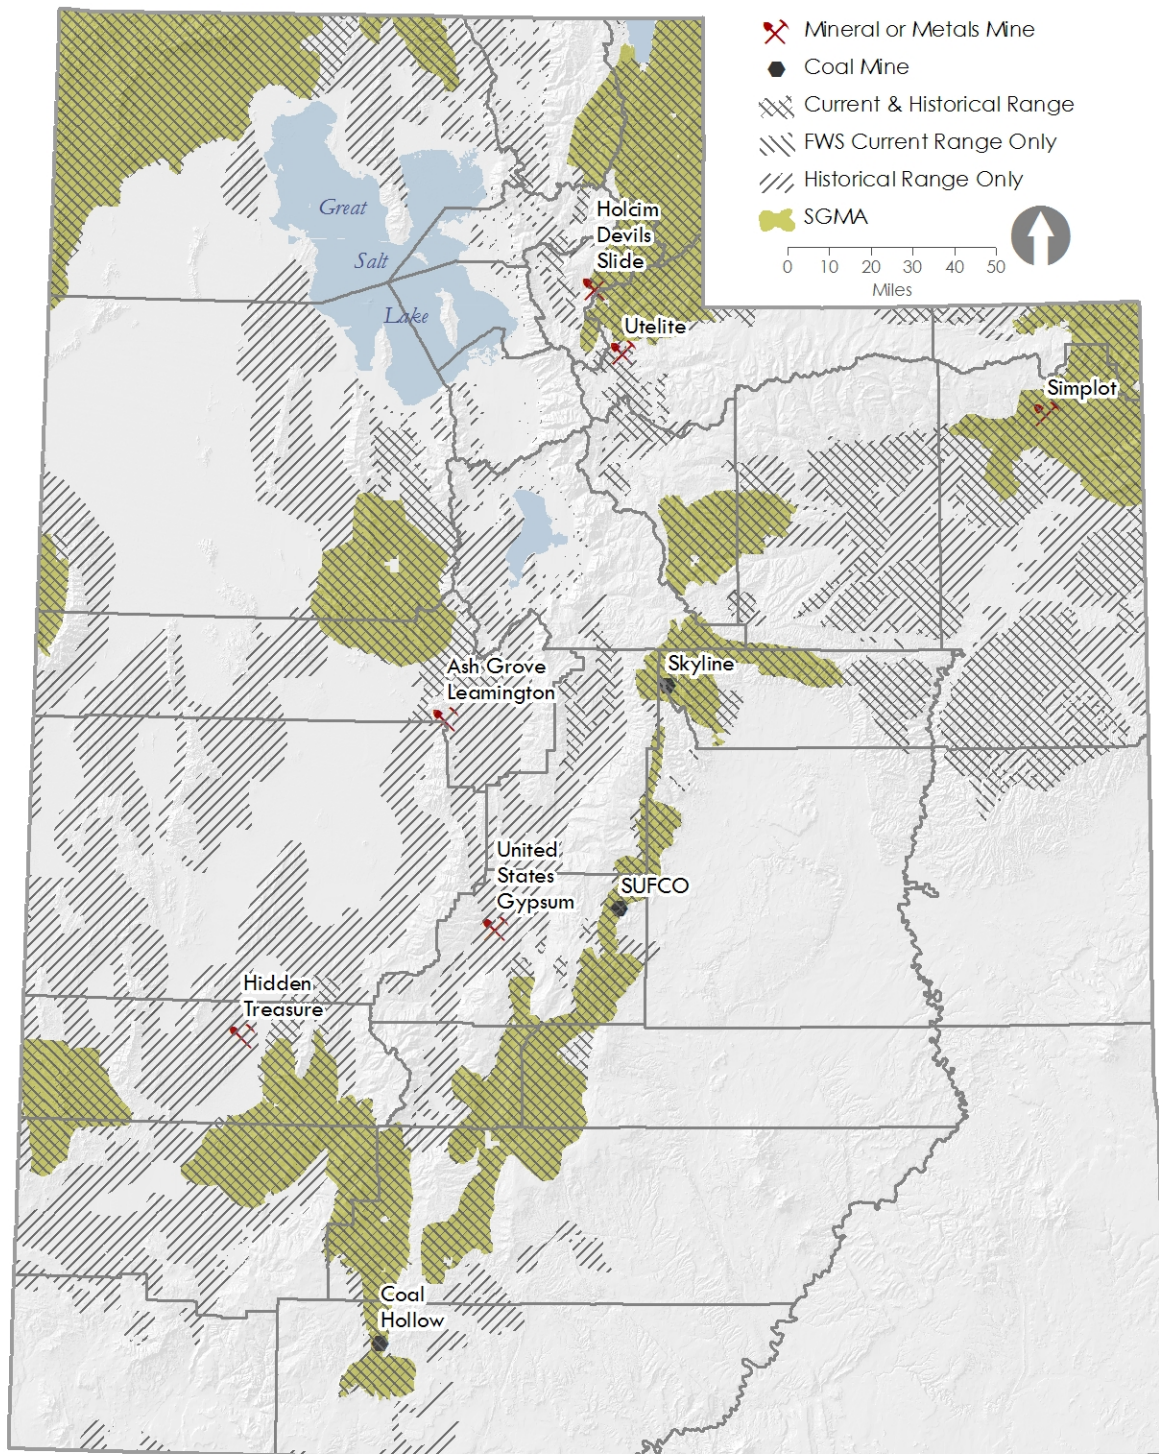 Mineral or Metals Mine
Coal Mine
Current & Historical Range
FWS Current Range Only
Historical Range Only
SGMA
0 10 20 30 40 50
Miles
Great
Salt
Lake
Holcim
Devils
Slide
Utelite
Simplot
Skyline
Ash Grove
Leamington
United
States
Gypsum
SUFCO
Hidden
Treasure
Coal
Hollow